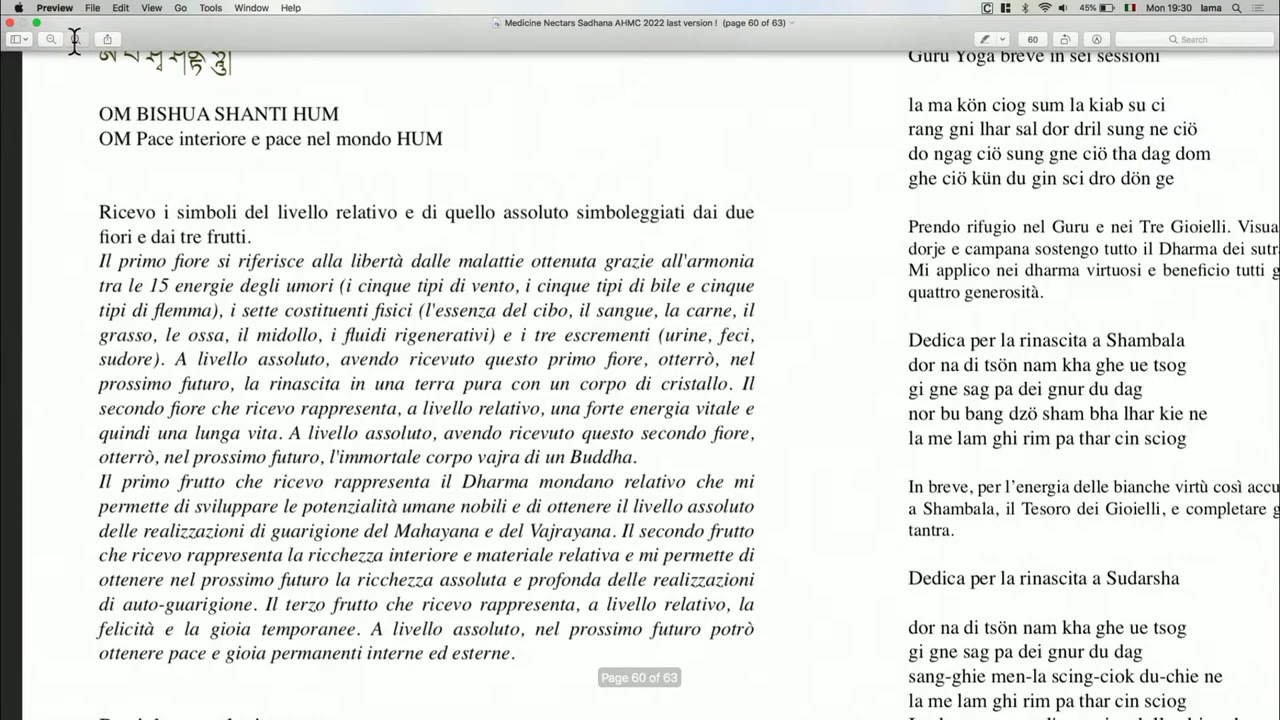 Preview File Edit View Go Tools Window Help
45% Mon 19:30 lama
Medicine Nectars Sadhana AHMC 2022 last version ! (page 60 of 63)
60
Search
OM BISHUA SHANTI HUM
OM Pace interiore e pace nel mondo HUM
Ricevo i simboli del livello relativo e di quello assoluto simboleggiati dai due
fiori e dai tre frutti.
Il primo fiore si riferisce alla libertà dalle malattie ottenuta grazie all'armonia
tra le 15 energie degli umori (i cinque tipi di vento, i cinque tipi di bile e cinque
tipi di flemma), i sette costituenti fisici (l'essenza del cibo, il sangue, la carne, il
grasso, le ossa, il midollo, i fluidi rigenerativi) e i tre escrementi (urine, feci,
sudore). A livello assoluto, avendo ricevuto questo primo fiore, otterrò, nel
prossimo futuro, la rinascita in una terra pura con un corpo di cristallo. Il
secondo fiore che ricevo rappresenta, a livello relativo, una forte energia vitale e
quindi una lunga vita. A livello assoluto, avendo ricevuto questo secondo fiore,
otterrò, nel prossimo futuro, l'immortale corpo vajra di un Buddha.
Il primo frutto che ricevo rappresenta il Dharma mondano relativo che mi
permette di sviluppare le potenzialità umane nobili e di ottenere il livello assoluto
delle realizzazioni di guarigione del Mahayana e del Vajrayana. Il secondo frutto
che ricevo rappresenta la ricchezza interiore e materiale relativa e mi permette di
ottenere nel prossimo futuro la ricchezza assoluta e profonda delle realizzazioni
di auto-guarigione. Il terzo frutto che ricevo rappresenta, a livello relativo, la
felicità e la gioia temporanee. A livello assoluto, nel prossimo futuro potrò
ottenere pace e gioia permanenti interne ed esterne.
Page 60 of 63
Guru Yoga breve in sei sessioni
la ma kön ciog sum la kiab su ci
rang gni lhar sal dor dril sung ne ciö
do ngag ciö sung gne ciö tha dag dom
ghe ciö kün du gin sci dro dön ge
Prendo rifugio nel Guru e nei Tre Gioielli. Visua
dorje e campana sostengo tutto il Dharma dei sutr
Mi applico nei dharma virtuosi e beneficio tutti g
quattro generosità.
Dedica per la rinascita a Shambala
dor na di tsön nam kha ghe ue tsog
gi gne sag pa dei gnur du dag
nor bu bang dzö sham bha lhar kie ne
la me lam ghi rim pa thar cin sciog
In breve, per l'energia delle bianche virtù così accu
a Shambala, il Tesoro dei Gioielli, e completare g
tantra.
Dedica per la rinascita a Sudarsha
dor na di tsön nam kha ghe ue tsog
gi gne sag pa dei gnur du dag
sang-ghie men-la scing-ciok du-chie ne
la me lam ghi rim pa thar cin sciog